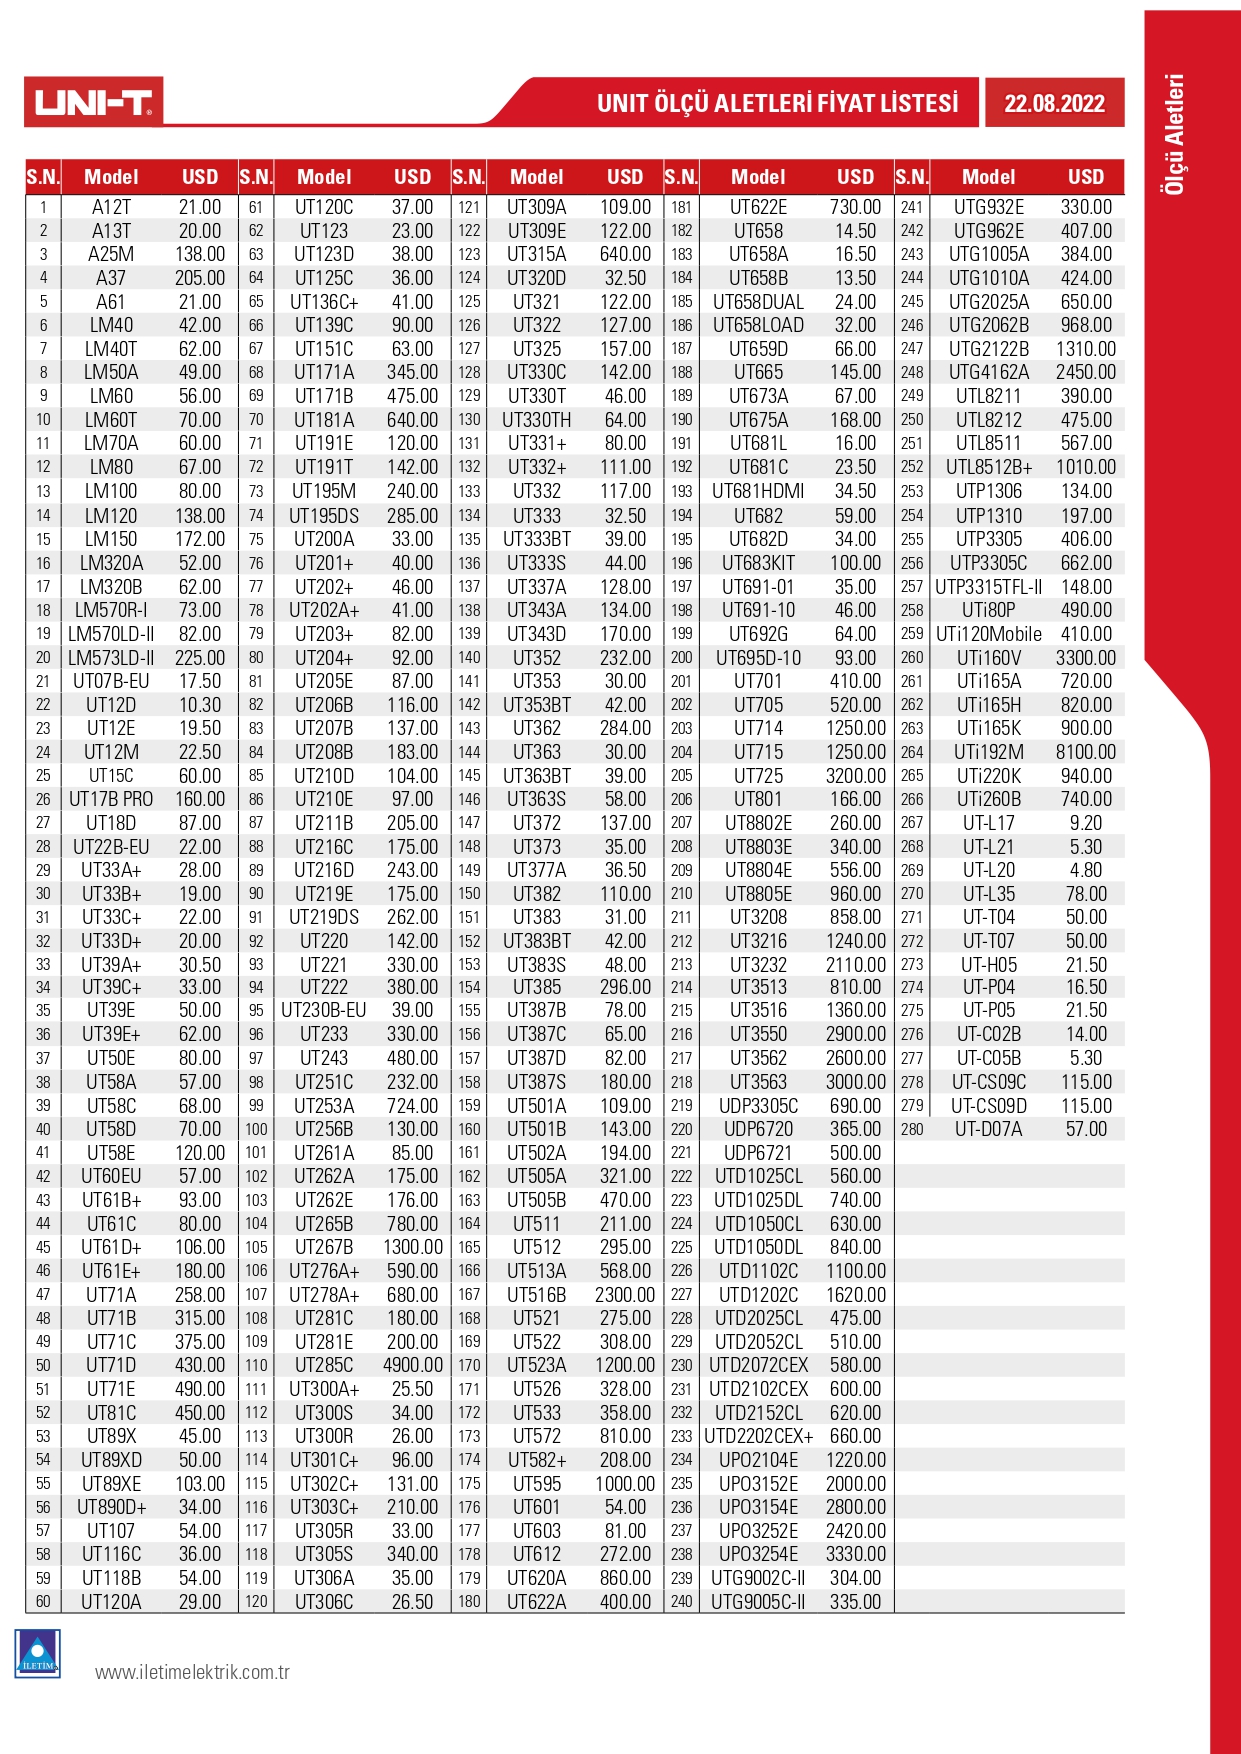 Ölçü Aletleri
UNI-T®
UNIT ÖLÇÜ ALETLERİ FİYAT LİSTESİ 22.08.2022
S.N. Model USD S.N. Model USD S.N. Model USD S.N. Model USD S.N. Model USD
1 A12T 21.00 61 UT120C 37.00 121 UT309A 109.00 181 UT622E 730.00 241 UTG932E 330.00
2 A13T 20.00 62 UT123 23.00 122 UT309E 122.00 182 UT658 14.50 242 UTG962E 407.00
3 A25M 138.00 63 UT123D 38.00 123 UT315A 640.00 183 UT658A 16.50 243 UTG1005A 384.00
4 A37 205.00 64 UT125C 36.00 124 UT320D 32.50 184 UT658B 13.50 244 UTG1010A 424.00
5 A61 21.00 65 UT136C+ 41.00 125 UT321 122.00 185 UT658DUAL 24.00 245 UTG2025A 650.00
6 LM40 42.00 66 UT139C 90.00 126 UT322 127.00 186 UT658LOAD 32.00 246 UTG2062B 968.00
7 LM40T 62.00 67 UT151C 63.00 127 UT325 157.00 187 UT659D 66.00 247 UTG2122B 1310.00
8 LM50A 49.00 68 UT171A 345.00 128 UT330C 142.00 188 UT665 145.00 248 UTG4162A 2450.00
9 LM60 56.00 69 UT171B 475.00 129 UT330T 46.00 189 UT673A 67.00 249 UTL8211 390.00
10 LM60T 70.00 70 UT181A 640.00 130 UT330TH 64.00 190 UT675A 168.00 250 UTL8212 475.00
11 LM70A 60.00 71 UT191E 120.00 131 UT331+ 80.00 191 UT681L 16.00 251 UTL8511 567.00
12 LM80 67.00 72 UT191T 142.00 132 UT332+ 111.00 192 UT681C 23.50 252 UTL8512B+ 1010.00
13 LM100 80.00 73 UT195M 240.00 133 UT332 117.00 193 UT681HDMI 34.50 253 UTP1306 134.00
14 LM120 138.00 74 UT195DS 285.00 134 UT333 32.50 194 UT682 59.00 254 UTP1310 197.00
15 LM150 172.00 75 UT200A 33.00 135 UT333BT 39.00 195 UT682D 34.00 255 UTP3305 406.00
16 LM320A 52.00 76 UT201+ 40.00 136 UT333S 44.00 196 UT683KIT 100.00 256 UTP3305C 662.00
17 LM320B 62.00 77 UT202+ 46.00 137 UT337A 128.00 197 UT691-01 35.00 257 UTP3315TFL-II 148.00
18 LM570R-I 73.00 78 UT202A+ 41.00 138 UT343A 134.00 198 UT691-10 46.00 258 UTi80P 490.00
19 LM570LD-II 82.00 79 UT203+ 82.00 139 UT343D 170.00 199 UT692G 64.00 259 UTi120Mobile 410.00
20 LM573LD-II 225.00 80 UT204+ 92.00 140 UT352 232.00 200 UT695D-10 93.00 260 UTi160V 3300.00
21 UT07B-EU 17.50 81 UT205E 87.00 141 UT353 30.00 201 UT701 410.00 261 UTi165A 720.00
22 UT12D 10.30 82 UT206B 116.00 142 UT353BT 42.00 202 UT705 520.00 262 UTi165H 820.00
23 UT12E 19.50 83 UT207B 137.00 143 UT362 284.00 203 UT714 1250.00 263 UTi165K 900.00
24 UT12M 22.50 84 UT208B 183.00 144 UT363 30.00 204 UT715 1250.00 264 UTi192M 8100.00
25 UT15C 60.00 85 UT210D 104.00 145 UT363BT 39.00 205 UT725 3200.00 265 UTi220K 940.00
26 UT17B PRO 160.00 86 UT210E 97.00 146 UT363S 58.00 206 UT801 166.00 266 UTi260B 740.00
27 UT18D 87.00 87 UT211B 205.00 147 UT372 137.00 207 UT8802E 260.00 267 UT-L17 9.20
28 UT22B-EU 22.00 88 UT216C 175.00 148 UT373 35.00 208 UT8803E 340.00 268 UT-L21 5.30
29 UT33A+ 28.00 89 UT216D 243.00 149 UT377A 36.50 209 UT8804E 556.00 269 UT-L20 4.80
30 UT33B+ 19.00 90 UT219E 175.00 150 UT382 110.00 210 UT8805E 960.00 270 UT-L35 78.00
31 UT33C+ 22.00 91 UT219DS 262.00 151 UT383 31.00 211 UT3208 858.00 271 UT-T04 50.00
32 UT33D+ 20.00 92 UT220 142.00 152 UT383BT 42.00 212 UT3216 1240.00 272 UT-T07 50.00
33 UT39A+ 30.50 93 UT221 330.00 153 UT383S 48.00 213 UT3232 2110.00 273 UT-H05 21.50
34 UT39C+ 33.00 94 UT222 380.00 154 UT385 296.00 214 UT3513 810.00 274 UT-P04 16.50
35 UT39E 50.00 95 UT230B-EU 39.00 155 UT387B 78.00 215 UT3516 1360.00 275 UT-P05 21.50
36 UT39E+ 62.00 96 UT233 330.00 156 UT387C 65.00 216 UT3550 2900.00 276 UT-C02B 14.00
37 UT50E 80.00 97 UT243 480.00 157 UT387D 82.00 217 UT3562 2600.00 277 UT-C05B 5.30
38 UT58A 57.00 98 UT251C 232.00 158 UT387S 180.00 218 UT3563 3000.00 278 UT-CS09C 115.00
39 UT58C 68.00 99 UT253A 724.00 159 UT501A 109.00 219 UDP3305C 690.00 279 UT-CS09D 115.00
40 UT58D 70.00 100 UT256B 130.00 160 UT501B 143.00 220 UDP6720 365.00 280 UT-D07A 57.00
41 UT58E 120.00 101 UT261A 85.00 161 UT502A 194.00 221 UDP6721 500.00
42 UT60EU 57.00 102 UT262A 175.00 162 UT505A 321.00 222 UTD1025CL 560.00
43 UT61B+ 93.00 103 UT262E 176.00 163 UT505B 470.00 223 UTD1025DL 740.00
44 UT61C 80.00 104 UT265B 780.00 164 UT511 211.00 224 UTD1050CL 630.00
45 UT61D+ 106.00 105 UT267B 1300.00 165 UT512 295.00 225 UTD1050DL 840.00
46 UT61E+ 180.00 106 UT276A+ 590.00 166 UT513A 568.00 226 UTD1102C 1100.00
47 UT71A 258.00 107 UT278A+ 680.00 167 UT516B 2300.00 227 UTD1202C 1620.00
48 UT71B 315.00 108 UT281C 180.00 168 UT521 275.00 228 UTD2025CL 475.00
49 UT71C 375.00 109 UT281E 200.00 169 UT522 308.00 229 UTD2052CL 510.00
50 UT71D 430.00 110 UT285C 4900.00 170 UT523A 1200.00 230 UTD2072CEX 580.00
51 UT71E 490.00 111 UT300A+ 25.50 171 UT526 328.00 231 UTD2102CEX 600.00
52 UT81C 450.00 112 UT300S 34.00 172 UT533 358.00 232 UTD2152CL 620.00
53 UT89X 45.00 113 UT300R 26.00 173 UT572 810.00 233 UTD2202CEX+ 660.00
54 UT89XD 50.00 114 UT301C+ 96.00 174 UT582+ 208.00 234 UPO2104E 1220.00
55 UT89XE 103.00 115 UT302C+ 131.00 175 UT595 1000.00 235 UPO3152E 2000.00
56 UT890D+ 34.00 116 UT303C+ 210.00 176 UT601 54.00 236 UPO3154E 2800.00
57 UT107 54.00 117 UT305R 33.00 177 UT603 81.00 237 UPO3252E 2420.00
58 UT116C 36.00 118 UT305S 340.00 178 UT612 272.00 238 UPO3254E 3330.00
59 UT118B 54.00 119 UT306A 35.00 179 UT620A 860.00 239 UTG9002C-II 304.00
60 UT120A 29.00 120 UT306C 26.50 180 UT622A 400.00 240 UTG9005C-II 335.00
İLETİM
www.iletimelektrik.com.tr